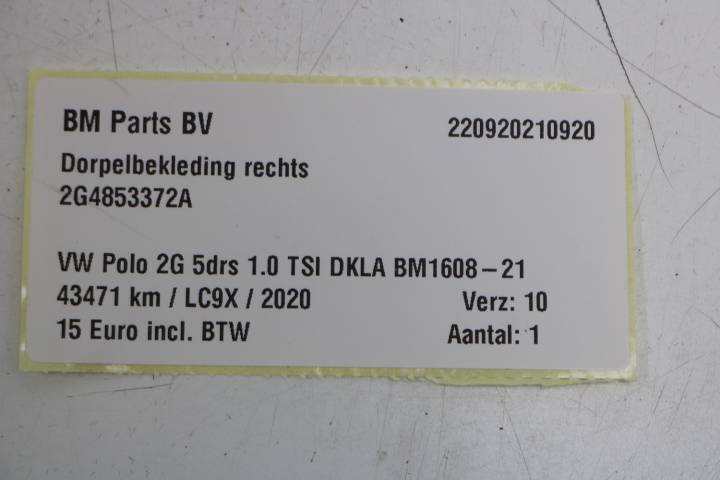 BM Parts BV 220920210920
Dorpelbekleding rechts
2G4853372A
VW Polo 2G 5drs 1.0 TSI DKLA BM1608-21
43471 km / LC9X / 2020 Verz: 10
15 Euro incl. BTW Aantal: 1